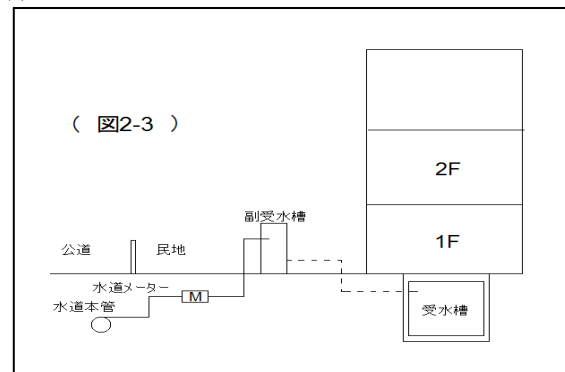 （ 図2-3 ）
2F
副受水槽
1F
公道
民地
水道メーター
M
水道本管
受水槽